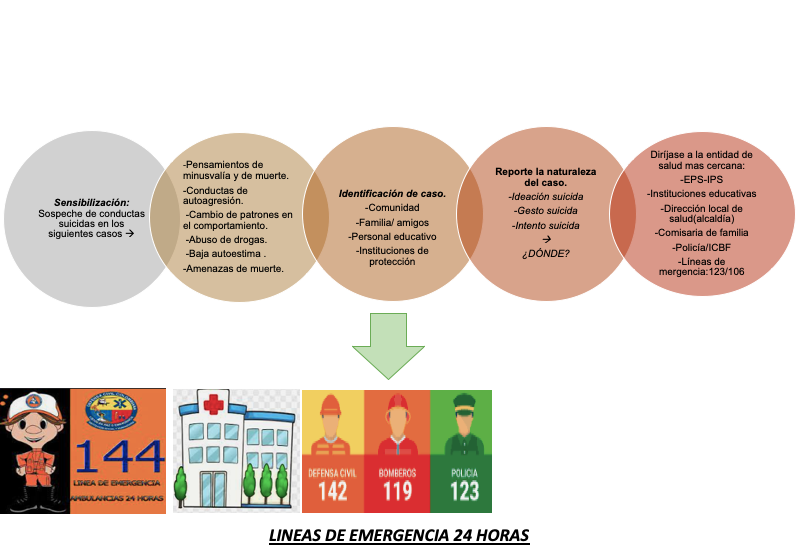 Sensibilización:
Sospeche de conductas
suicidas en los
siguientes casos →
-Pensamientos de
minusvalía y de muerte.
-Conductas de
autoagresión.
-Cambio de patrones en
el comportamiento.
-Abuso de drogas.
-Baja autoestima .
-Amenazas de muerte.
Identificación de caso.
-Comunidad
-Familia/ amigos
-Personal educativo
-Instituciones de
protección
Reporte la naturaleza
del caso.
-Ideación suicida
-Gesto suicida
-Intento suicida
→
¿DÓNDE?
Diríjase a la entidad de
salud mas cercana:
-EPS-IPS
-Instituciones educativas
-Dirección local de
salud(alcaldía)
-Comisaria de familia
-Policía/ICBF
-Líneas de
mergencia:123/106
144
LINEA DE EMERGENCIA
AMBULANCIAS 24 HORAS
DEFENSA CIVIL
142
BOMBEROS
119
POLICIA
123
LINEAS DE EMERGENCIA 24 HORAS